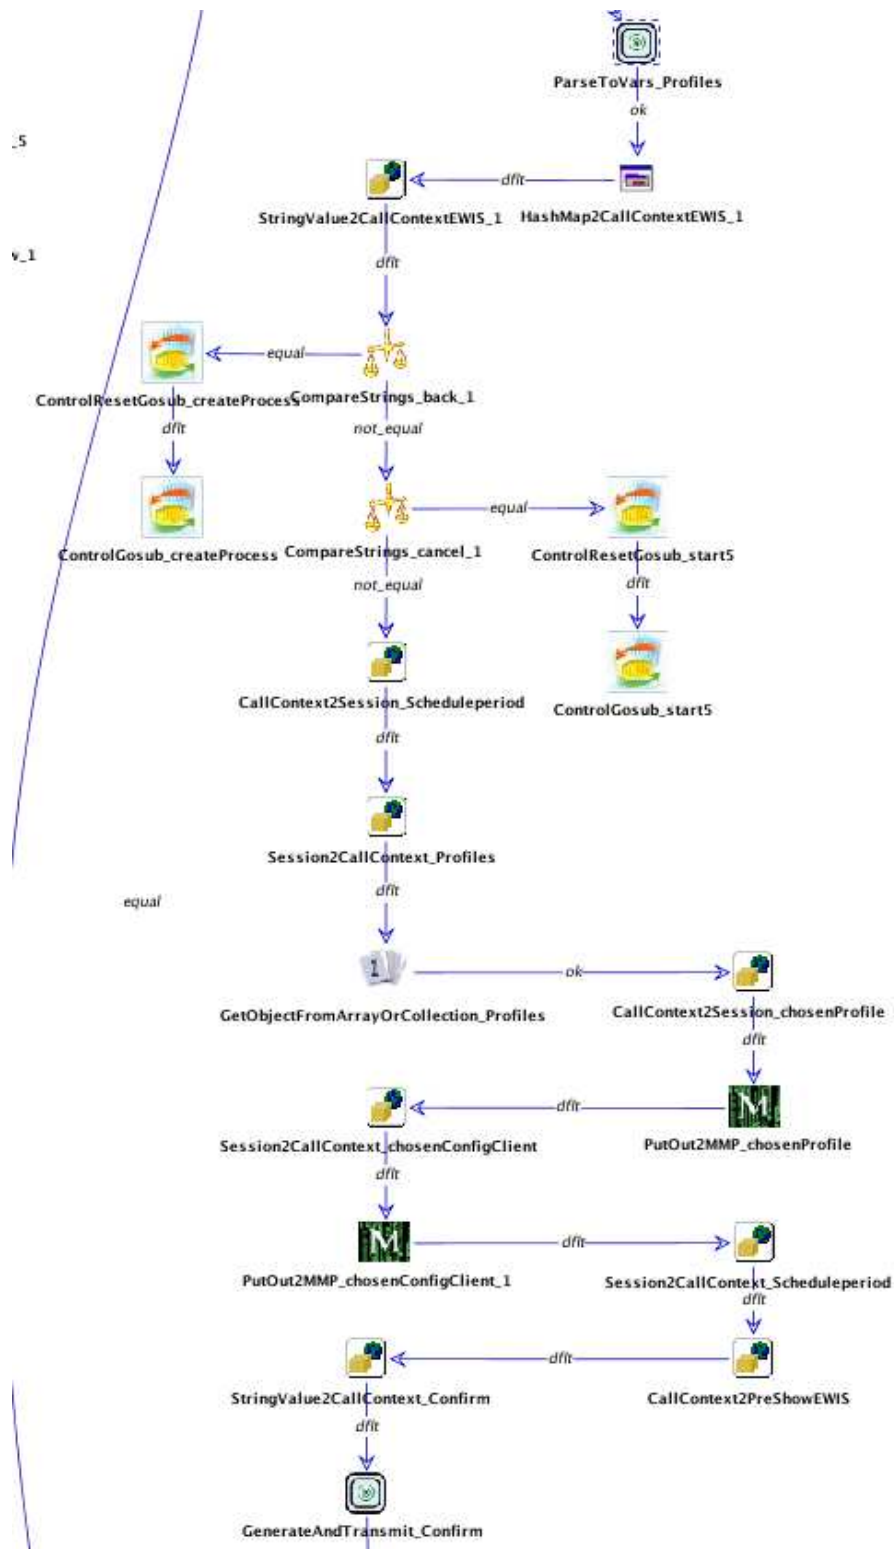 ParseToVars_Profiles
ok
_5
dflt
StringValue2CallContextEWIS_1
HashMap2CallContextEWIS_1
w_1
dflt
equal
ControlResetGosub_createProcess
CompareStrings_back_1
dflt
not_equal
equal
ControlGosub_createProcess
CompareStrings_cancel_1
ControlResetGosub_start5
not_equal
dflt
CallContext2Session_Scheduleperiod
ControlGosub_start5
dflt
Session2CallContext_Profiles
dflt
equal
1
ok
GetObjectFromArrayOrCollection_Profiles
CallContext2Session_chosenProfile
dflt
M
dflt
Session2CallContext_chosenConfigClient
PutOut2MMP_chosenProfile
dflt
M
dflt
PutOut2MMP_chosenConfigClient_1
Session2CallContext_Scheduleperiod
dflt
dflt
StringValue2CallContext_Confirm
CallContext2PreShowEWIS
dflt
GenerateAndTransmit_Confirm